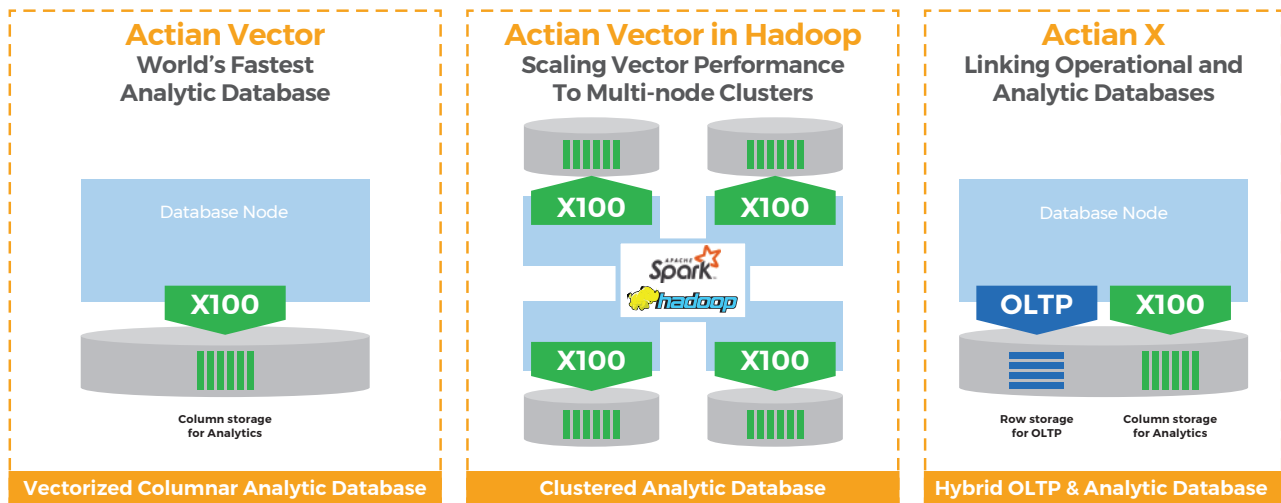 Actian Vector
World’s Fastest
Analytic Database
Database Node
X100
Column storage
for Analytics
Vectorized Columnar Analytic Database
Actian Vector in Hadoop
Scaling Vector Performance
To Multi-node Clusters
X100
X100
APACHE
Spark™
hadoop
X100
X100
Clustered Analytic Database
Actian X
Linking Operational and
Analytic Databases
Database Node
OLTP
X100
Row storage
for OLTP
Column storage
for Analytics
Hybrid OLTP & Analytic Database